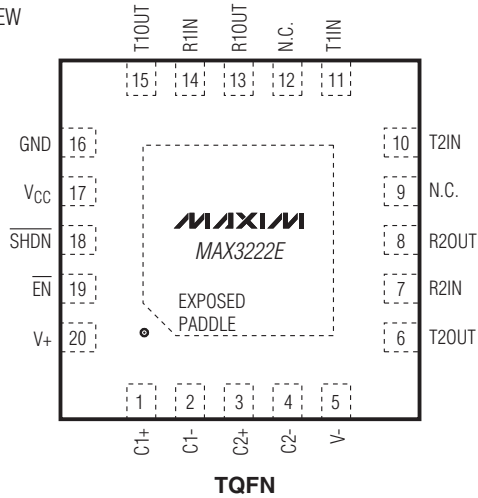 EW
T1OUT
R1IN
R1OUT
N.C.
T1IN
15 14 13 12 11
GND 16
VCC 17
SHDN 18
EN 19
V+ 20
10 T2IN
9 N.C.
8 R2OUT
7 R2IN
6 T2OUT
MAXIM
MAX3222E
EXPOSED
PADDLE
1 2 3 4 5
C1+
C1-
C2+
C2-
V-
TQFN